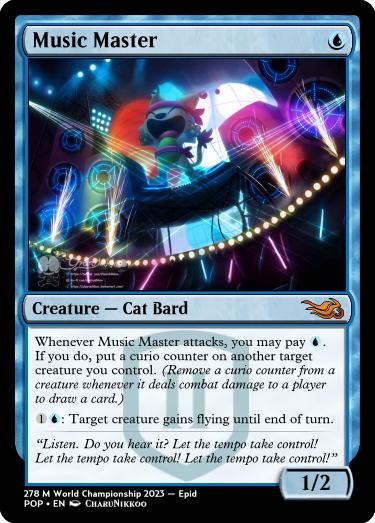 Music Master
Creature — Cat Bard
Whenever Music Master attacks, you may pay .
If you do, put a curio counter on another target
creature you control. (Remove a curio counter from a
creature whenever it deals combat damage to a player
to draw a card.)
1 : Target creature gains flying until end of turn.
“Listen. Do you hear it? Let the tempo take control!
Let the tempo take control! Let the tempo take control!”
1/2
278 M World Championship 2023 — Epid
POP • EN CharuNikkoo